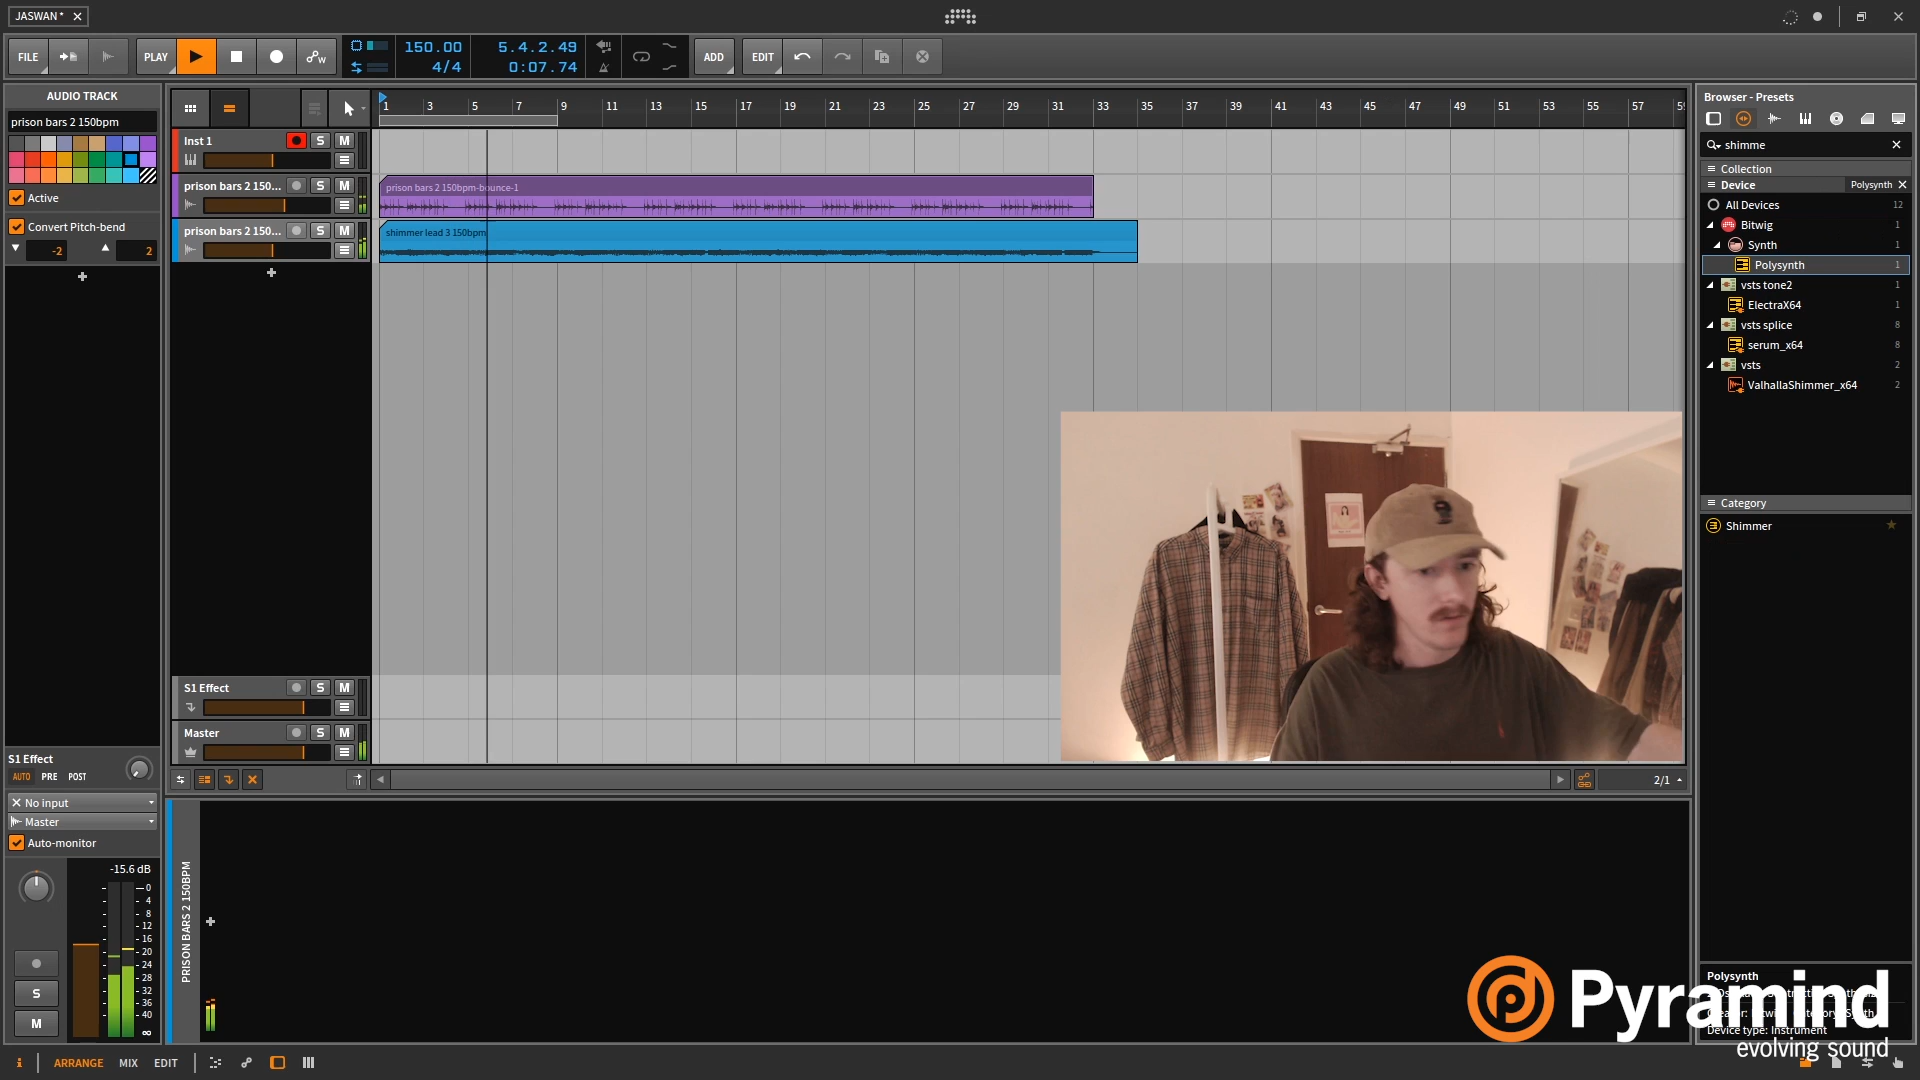 JASWAN *
FILE
PLAY
150.00
4/4
5.4.2.49
0:07.74
ADD
EDIT
AUDIO TRACK
prison bars 2 150bpm
Active
Convert Pitch-bend
-2
2
1 3 5 7 9 11 13 15 17 19 21 23 25 27 29 31 33 35 37 39 41 43 45 47 49 51 53 55 57
Inst 1
S M
prison bars 2 150...
S M
prison bars 2 150bpm-bounce-1
prison bars 2 150...
S M
shimmer lead 3 150bpm
S1 Effect
S M
Master
S M
2/1
S1 Effect
AUTO PRE POST
No input
Master
Auto-monitor
-15.6 dB
0
4
8
12
16
20
24
28
32
36
40
∞
S
M
PRISON BARS 2 150BPM
Browser - Presets
shimme
Collection
Device
Polysynth
All Devices 12
Bitwig 1
Synth 1
Polysynth 1
vsts tone2 1
ElectraX64 1
vsts splice 8
serum_x64 8
vsts 2
ValhallaShimmer_x64 2
Category
Shimmer
Polysynth
Device type: Instrument
Pyramind
evolving sound
i
ARRANGE MIX EDIT